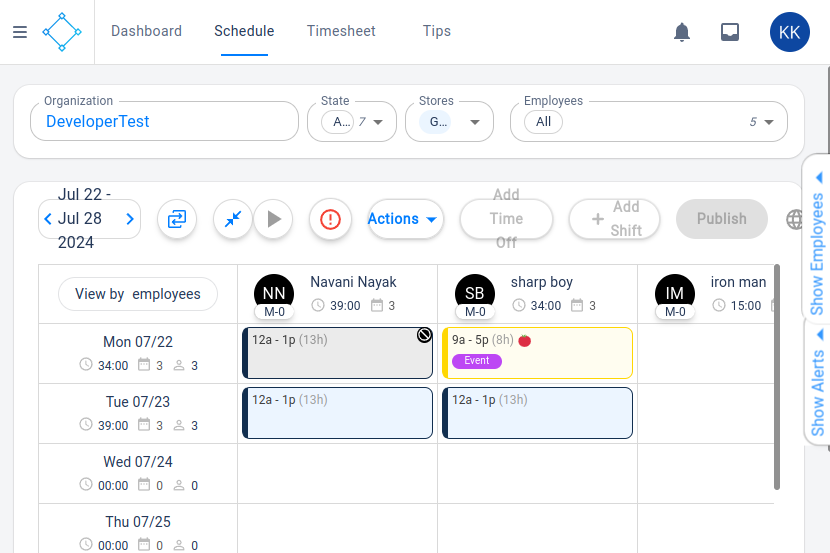 Dashboard
Schedule
Timesheet
Tips
KK
Organization
DeveloperTest
State
A... 7
Stores
G...
Employees
All
5
Jul 22 -
Jul 28
2024
Actions
Add
Time
Off
Add
Shift
Publish
Show Employees
Show Alerts
View by employees
NN
M-0
Navani Nayak
39:00 3
SB
M-0
sharp boy
34:00 3
IM
M-0
iron man
15:00
Mon 07/22
34:00 3 3
12a - 1p (13h)
9a - 5p (8h)
Event
Tue 07/23
39:00 3 3
12a - 1p (13h)
12a - 1p (13h)
Wed 07/24
00:00 0 0
Thu 07/25
00:00 0 0